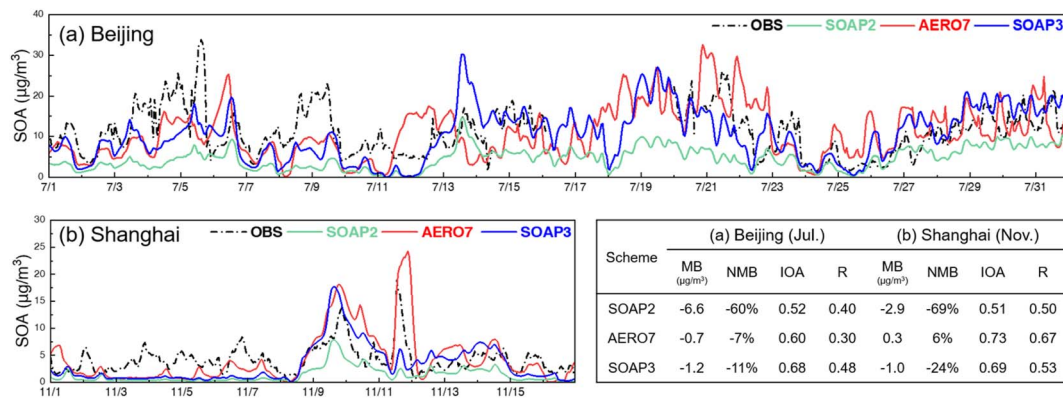 (a) Beijing
OBS SOAP2 AERO7 SOAP3
SOA (μg/m³)
40
30
20
10
0
7/1 7/3 7/5 7/7 7/9 7/11 7/13 7/15 7/17 7/19 7/21 7/23 7/25 7/27 7/29 7/31
(b) Shanghai
OBS SOAP2 AERO7 SOAP3
SOA (μg/m³)
30
25
20
15
10
5
0
11/1 11/3 11/5 11/7 11/9 11/11 11/13 11/15
Scheme (a) Beijing (Jul.) (b) Shanghai (Nov.)
MB (μg/m³) NMB IOA R MB (μg/m³) NMB IOA R
SOAP2 -6.6 -60% 0.52 0.40 -2.9 -69% 0.51 0.50
AERO7 -0.7 -7% 0.60 0.30 0.3 6% 0.73 0.67
SOAP3 -1.2 -11% 0.68 0.48 -1.0 -24% 0.69 0.53